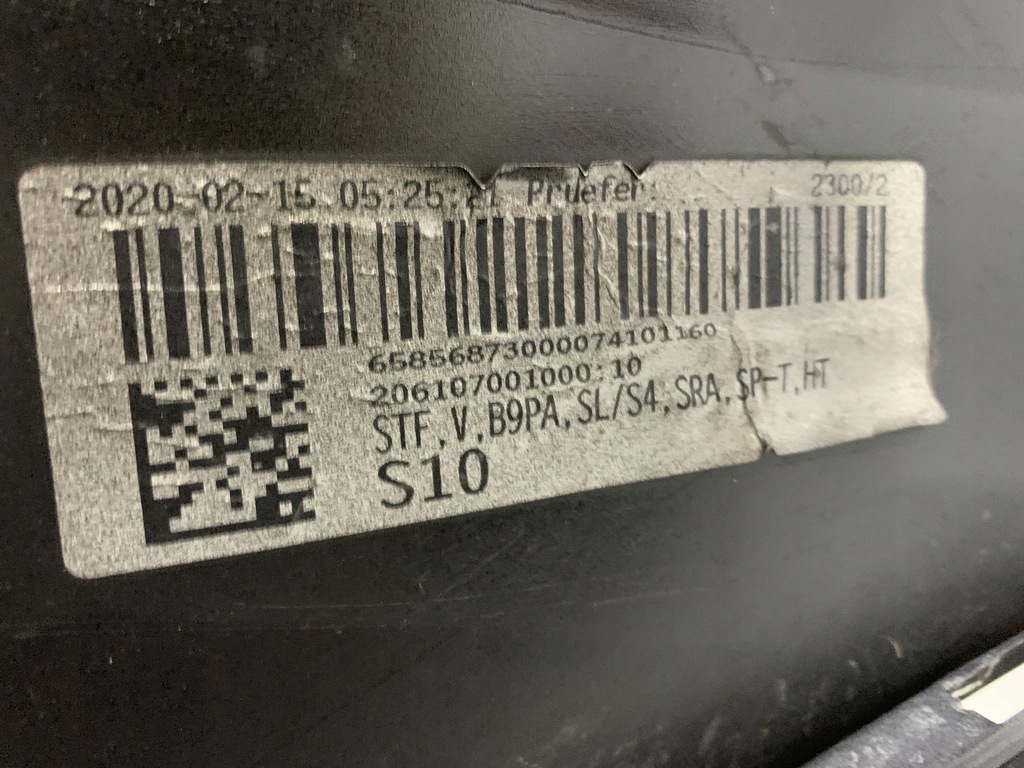 2020-02-15 05:25:21 Pruefer: 2300/2
6585687300007410116O
206107001000:10
STF,V,B9PA,SL/S4,SRA,SP-T,HT
S10